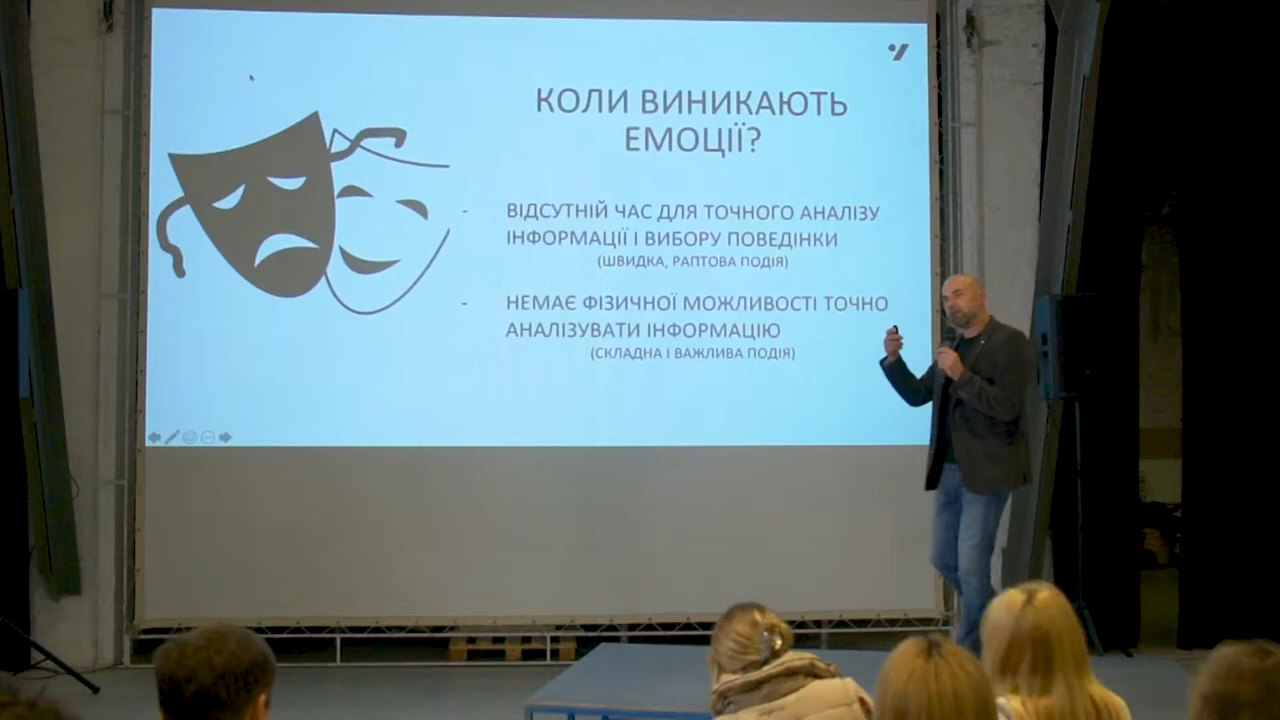 КОЛИ ВИНИКАЮТЬ
ЕМОЦІЇ?
- ВІДСУТНІЙ ЧАС ДЛЯ ТОЧНОГО АНАЛІЗУ
ІНФОРМАЦІЇ І ВИБОРУ ПОВЕДІНКИ
(ШВИДКА, РАПТОВА ПОДІЯ)
- НЕМАЄ ФІЗИЧНОЇ МОЖЛИВОСТІ ТОЧНО
АНАЛІЗУВАТИ ІНФОРМАЦІЮ
(СКЛАДНА І ВАЖЛИВА ПОДІЯ)